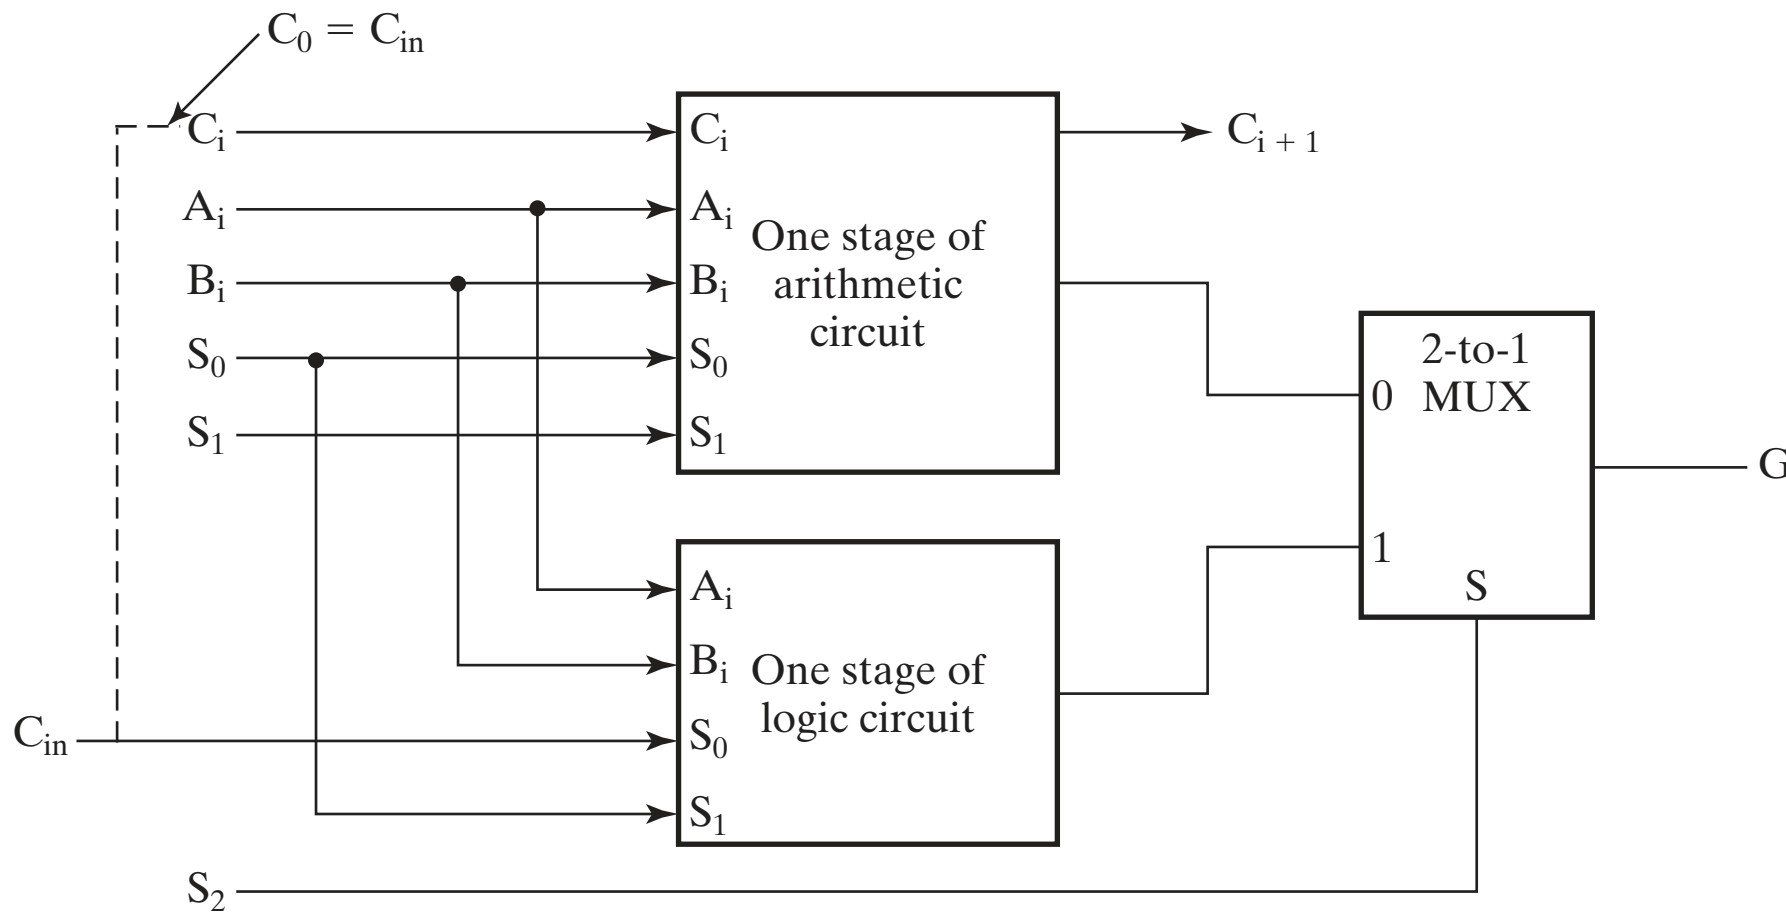 C₀ = Cᵢₙ
Cᵢ
Aᵢ
Bᵢ
S₀
S₁
Cᵢ
Aᵢ
Bᵢ
S₀
S₁
One stage of
arithmetic
circuit
Cᵢ ₊ ₁
2-to-1
MUX
0
1
S
G
Aᵢ
Bᵢ
S₀
S₁
One stage of
logic circuit
Cᵢₙ
S₂